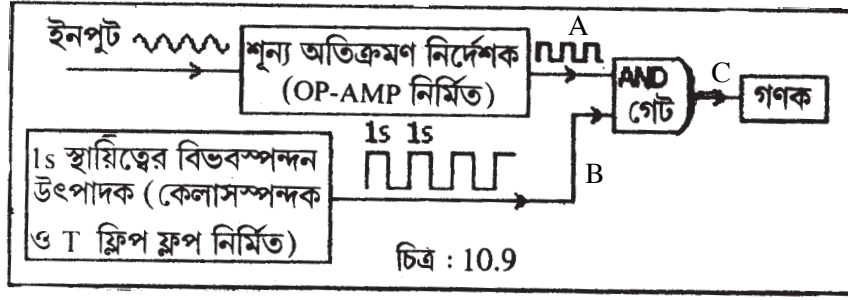 ইনপুট
শূন্য অতিক্রমণ নির্দেশক
(OP-AMP নির্মিত)
A
AND
গেট
C
গণক
1s 1s
1s স্থায়িত্বের বিভবস্পন্দন
উৎপাদক (কেলাসস্পন্দক
ও T ফ্লিপ ফ্লপ নির্মিত)
B
চিত্র : 10.9